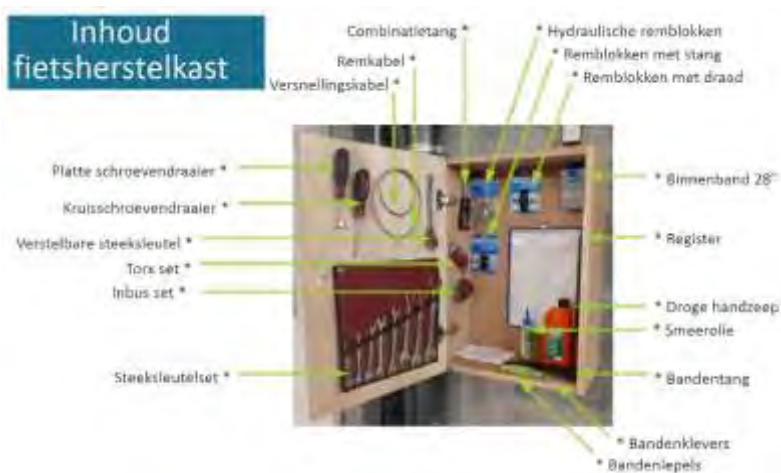 Inhoud
fietsherstelkast
Combinatietang *
Remkabel *
Versnellingskabel *
* Hydraulische remblokken
* Remblokken met stang
* Remblokken met draad
Platte schroevendraaier *
Kruisschroevendraaier *
Verstelbare steeksleutel *
Torx set *
Inbus set *
Steeksleutelset *
* Binnenband 28"
* Register
* Droge handzeep
* Smeerolie
* Bandentang
* Bandenklevers
* Bandenlepels